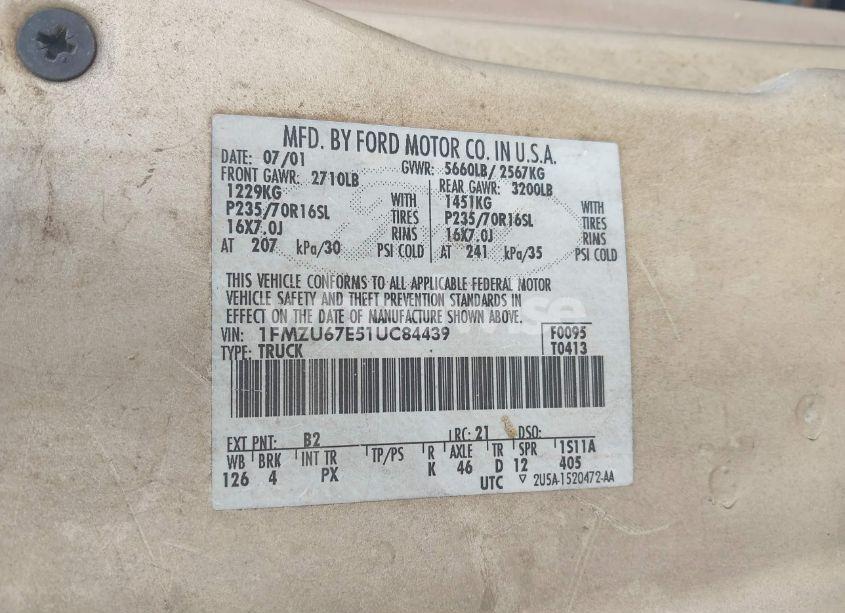 MFD. BY FORD MOTOR CO. IN U.S.A.
DATE: 07/01 GVWR: 5660LB/ 2567KG
FRONT GAWR: 2710LB REAR GAWR: 3200LB
1229KG WITH 1451KG WITH
P235/70R16SL TIRES P235/70R16SL TIRES
16X7.0J RIMS 16X7.0J RIMS
AT 207 kPa/30 PSI COLD AT 241 kPa/35 PSI COLD
THIS VEHICLE CONFORMS TO ALL APPLICABLE FEDERAL MOTOR
VEHICLE SAFETY AND THEFT PREVENTION STANDARDS IN
EFFECT ON THE DATE OF MANUFACTURE SHOWN ABOVE.
VIN: 1FMZU67E51UC84439 F0095
TYPE: TRUCK T0413
EXT PNT: B2 RC: 21 DSO:
WB BRK INT TR TP/PS R AXLE TR SPR 1S11A
126 4 PX K 46 D 12 405
UTC ▽ 2U5A-1520472-AA